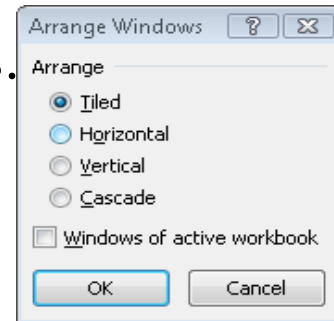 Arrange Windows
Arrange
Tiled
Horizontal
Vertical
Cascade
Windows of active workbook
OK Cancel